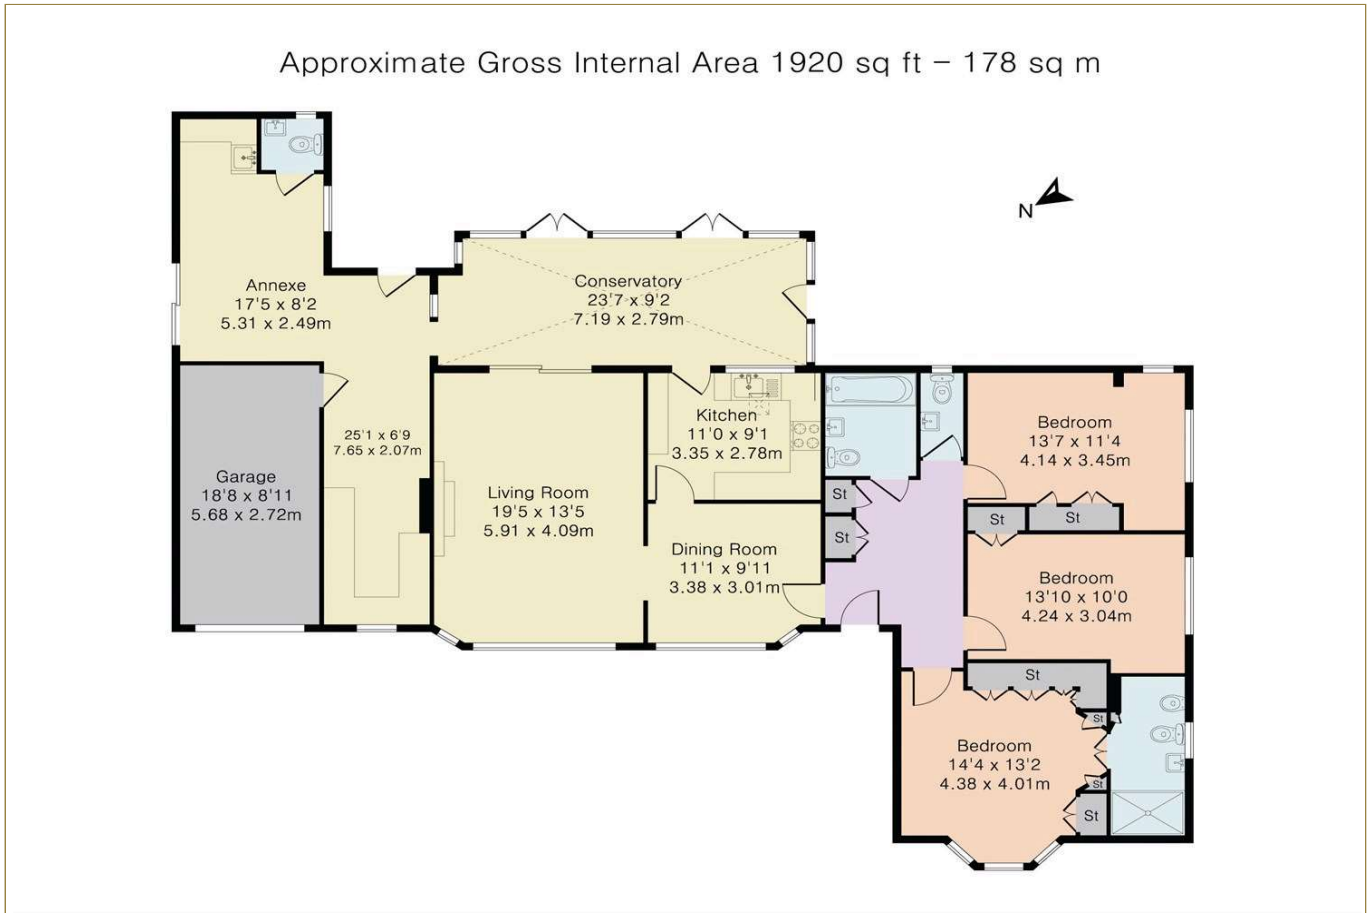 Approximate Gross Internal Area 1920 sq ft – 178 sq m
N
Annexe
17'5 x 8'2
5.31 x 2.49m
Conservatory
23'7 x 9'2
7.19 x 2.79m
Garage
18'8 x 8'11
5.68 x 2.72m
25'1 x 6'9
7.65 x 2.07m
Living Room
19'5 x 13'5
5.91 x 4.09m
Kitchen
11'0 x 9'1
3.35 x 2.78m
Dining Room
11'1 x 9'11
3.38 x 3.01m
St
St
Bedroom
13'7 x 11'4
4.14 x 3.45m
St
St
Bedroom
13'10 x 10'0
4.24 x 3.04m
St
Bedroom
14'4 x 13'2
4.38 x 4.01m
St
St
St